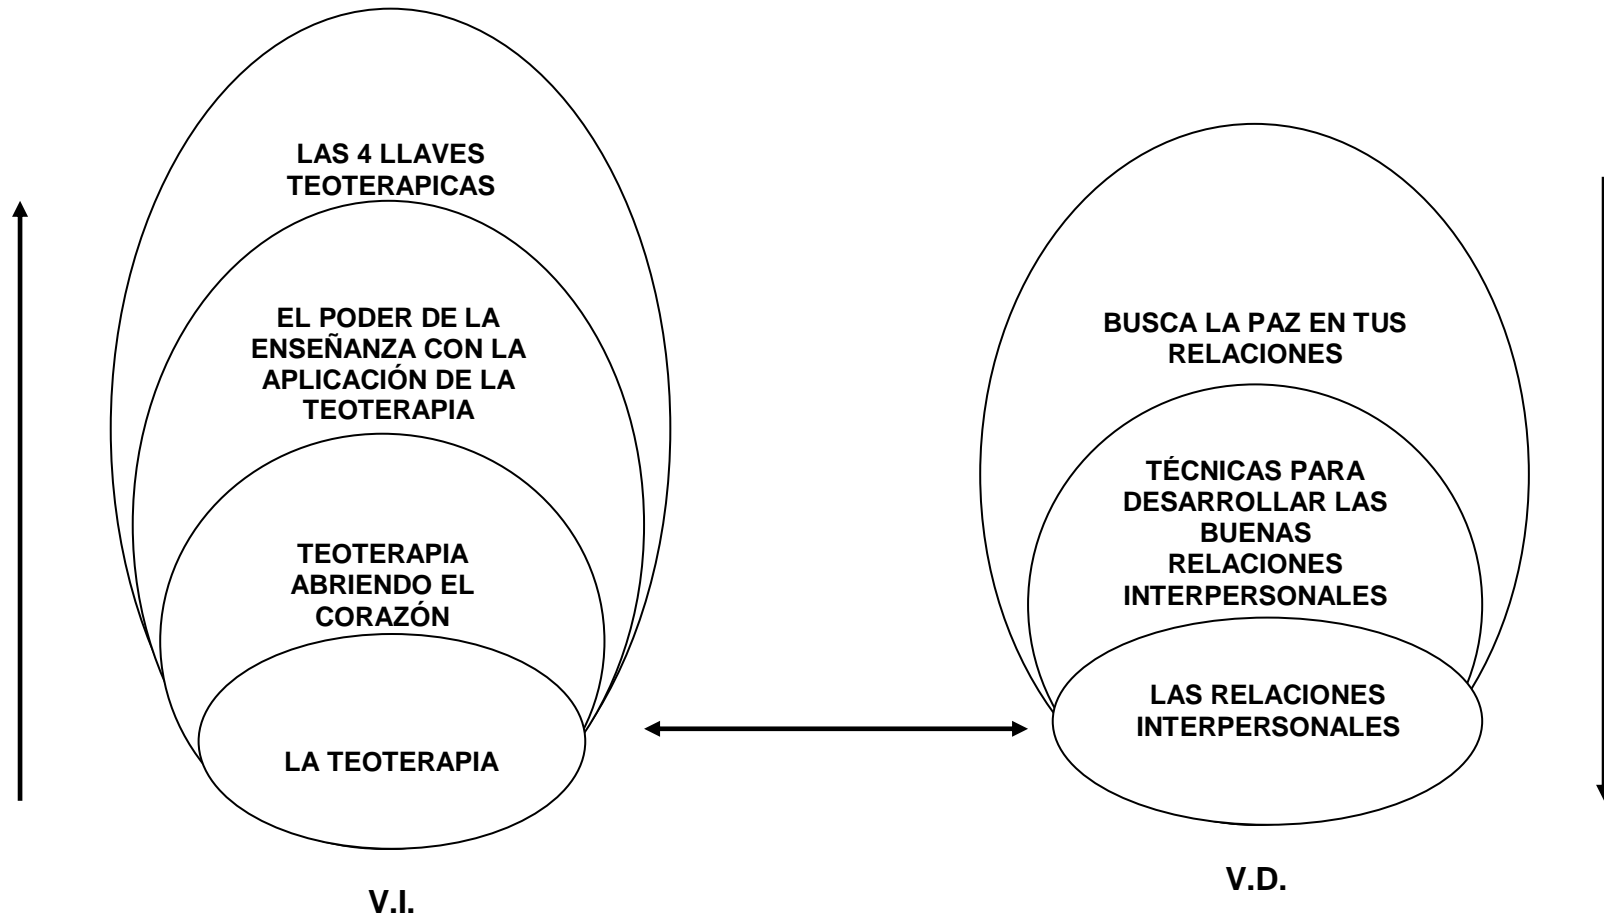 LAS 4 LLAVES
TEOTERAPICAS
EL PODER DE LA
ENSEÑANZA CON LA
APLICACIÓN DE LA
TEOTERAPIA
TEOTERAPIA
ABRIENDO EL
CORAZÓN
LA TEOTERAPIA
V.I.
BUSCA LA PAZ EN TUS
RELACIONES
TÉCNICAS PARA
DESARROLLAR LAS
BUENAS
RELACIONES
INTERPERSONALES
LAS RELACIONES
INTERPERSONALES
V.D.